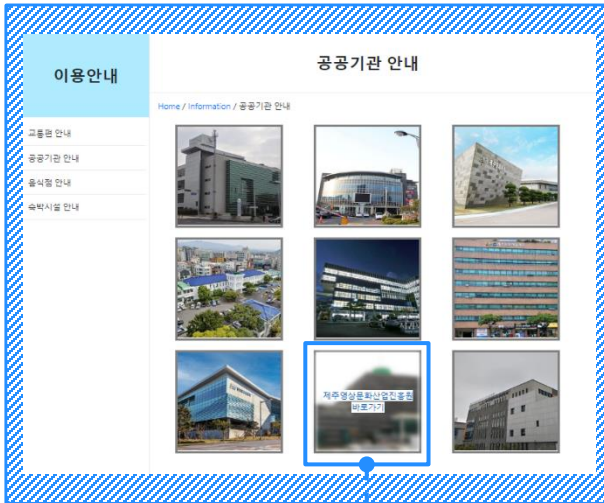 이용안내
공공기관 안내
Home / Information / 공공기관 안내
교통편 안내
공공기관 안내
음식점 안내
숙박시설 안내
제주영상문화산업진흥원
바로가기